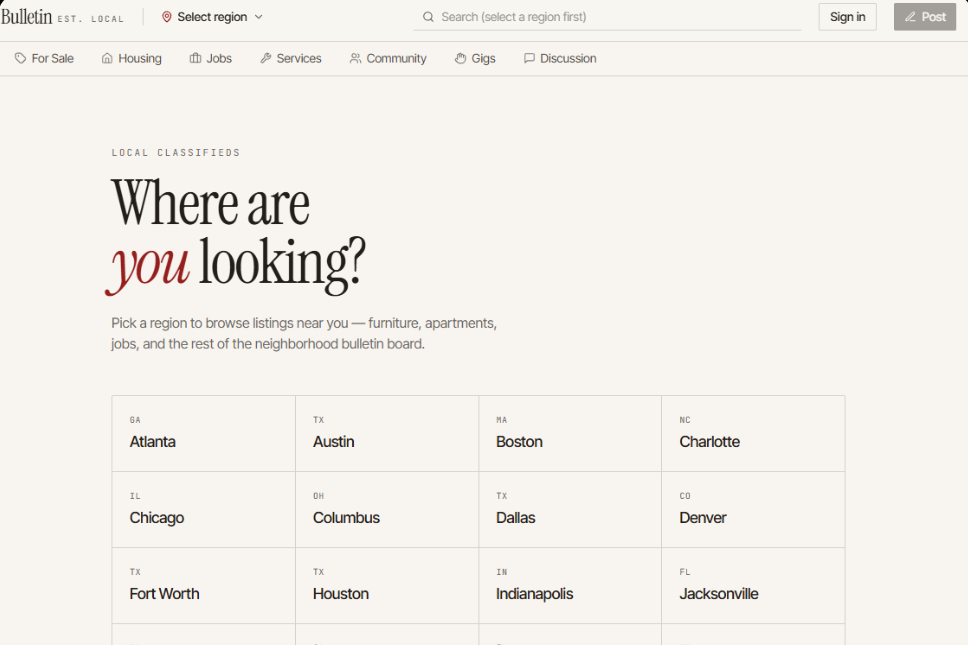 Bulletin EST. LOCAL Select region Search (select a region first) Sign in Post
For Sale Housing Jobs Services Community Gigs Discussion
LOCAL CLASSIFIEDS
Where are
you looking?
Pick a region to browse listings near you — furniture, apartments,
jobs, and the rest of the neighborhood bulletin board.
GA TX MA NC
Atlanta Austin Boston Charlotte
IL OH TX CO
Chicago Columbus Dallas Denver
TX TX IN FL
Fort Worth Houston Indianapolis Jacksonville